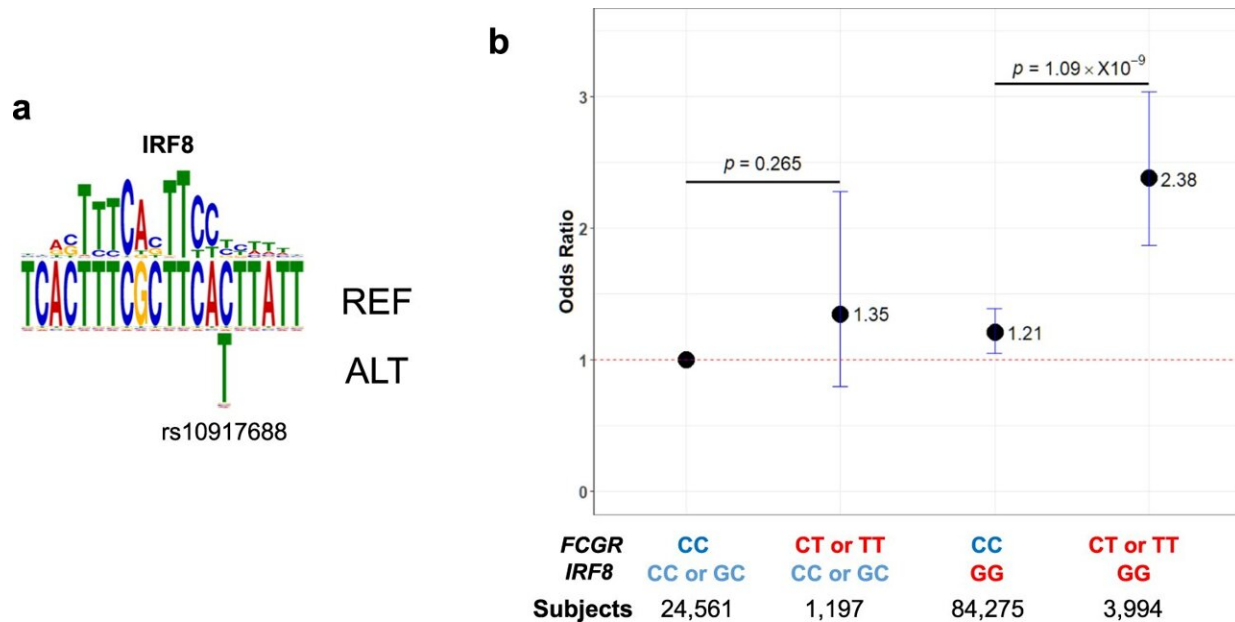 a
IRF8
TCACTTTCGCTTCACTTATT
REF
T
ALT
rs10917688
b
Odds Ratio
3
2
1
0
p = 0.265
p = 1.09 × X10⁻⁹
1.35
1.21
2.38
FCGR CC CT or TT CC CT or TT
IRF8 CC or GC CC or GC GG GG
Subjects 24,561 1,197 84,275 3,994